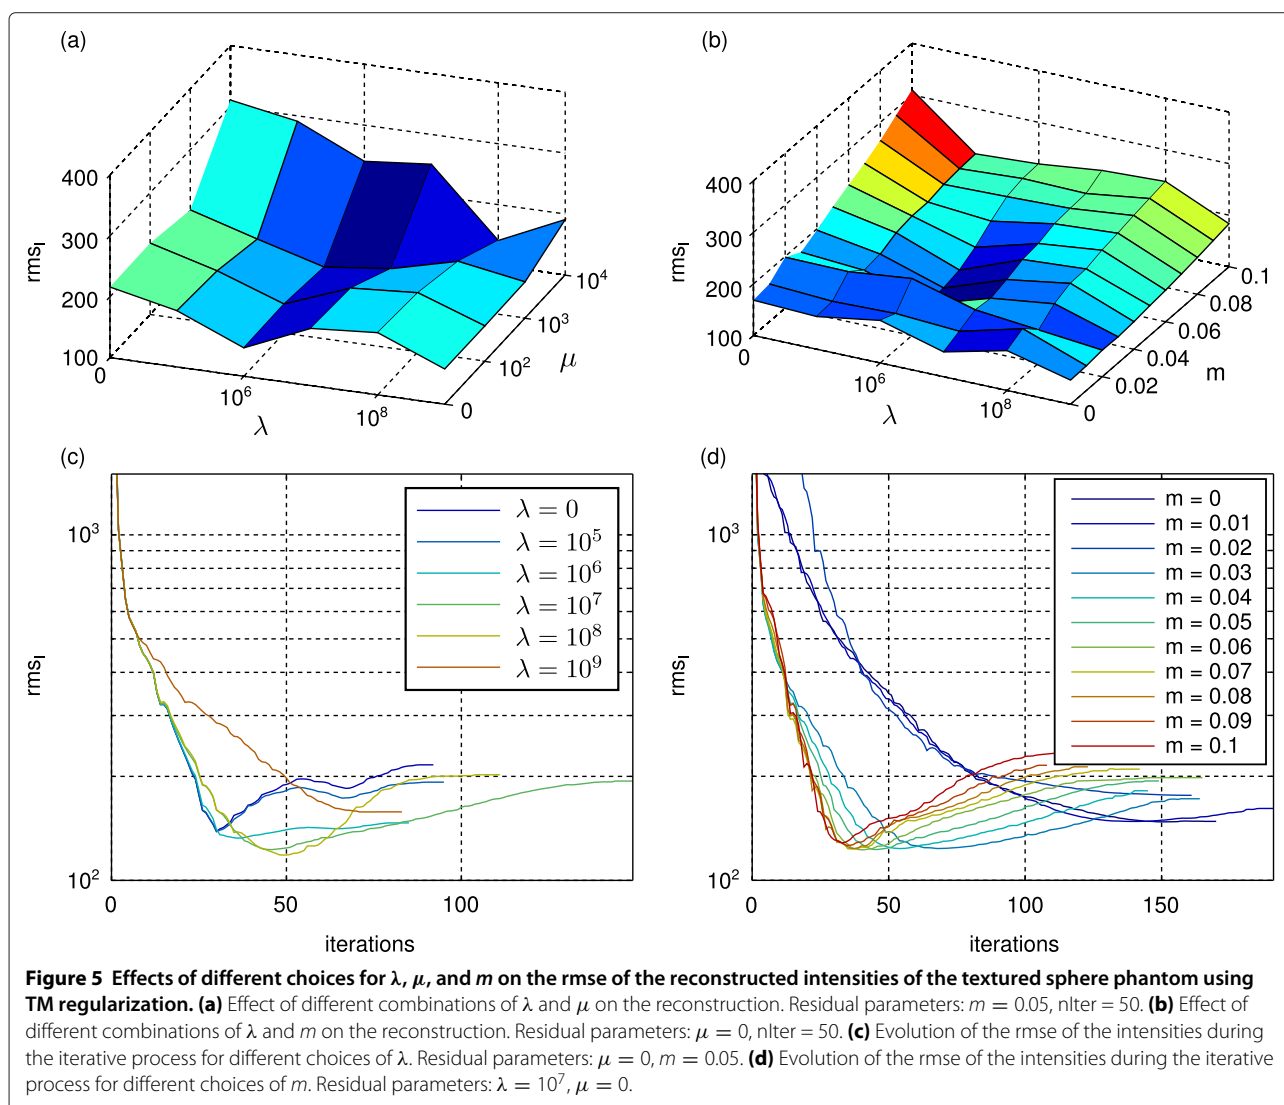 (a)
400
300
200
100
rms_I
0
10^6
10^8
λ
0
10^2
10^3
10^4
μ
(b)
400
300
200
100
rms_I
0
10^6
10^8
λ
0
0.02
0.04
0.06
0.08
0.1
m
(c)
10^3
10^2
rms_I
0
50
100
iterations
λ = 0
λ = 10^5
λ = 10^6
λ = 10^7
λ = 10^8
λ = 10^9
(d)
10^3
10^2
rms_I
0
50
100
150
iterations
m = 0
m = 0.01
m = 0.02
m = 0.03
m = 0.04
m = 0.05
m = 0.06
m = 0.07
m = 0.08
m = 0.09
m = 0.1
Figure 5 Effects of different choices for λ, μ, and m on the rmse of the reconstructed intensities of the textured sphere phantom using
TM regularization. (a) Effect of different combinations of λ and μ on the reconstruction. Residual parameters: m = 0.05, nIter = 50. (b) Effect of
different combinations of λ and m on the reconstruction. Residual parameters: μ = 0, nIter = 50. (c) Evolution of the rmse of the intensities during
the iterative process for different choices of λ. Residual parameters: μ = 0, m = 0.05. (d) Evolution of the rmse of the intensities during the iterative
process for different choices of m. Residual parameters: λ = 10^7, μ = 0.